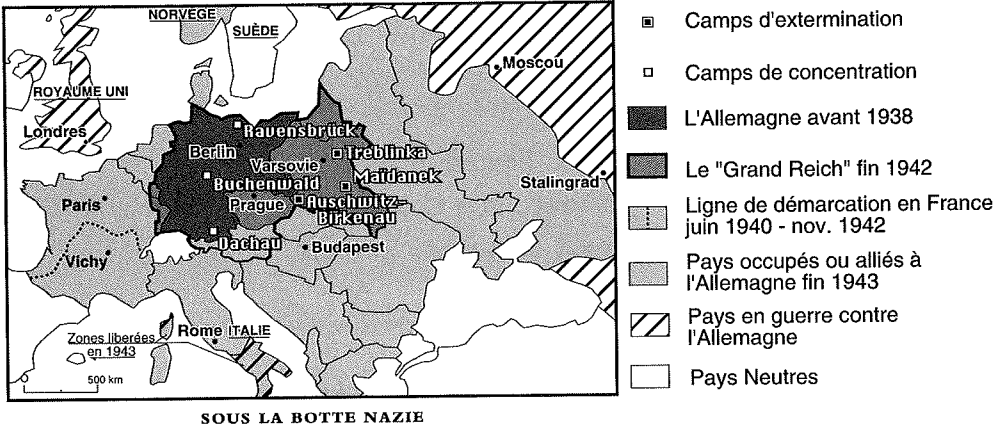 NORVÈGE
SUÈDE
Moscou
ROYAUME UNI
Londres
Ravensbrück
Berlin
Treblinka
Varsovie
Maïdanek
Buchenwald
Stalingrad
Paris
Prague
Auschwitz-
Birkenau
Vichy
Dachau
Budapest
Rome
ITALIE
Zones liberées
en 1943
500 km
SOUS LA BOTTE NAZIE
Camps d'extermination
Camps de concentration
L'Allemagne avant 1938
Le "Grand Reich" fin 1942
Ligne de démarcation en France
juin 1940 - nov. 1942
Pays occupés ou alliés à
l'Allemagne fin 1943
Pays en guerre contre
l'Allemagne
Pays Neutres